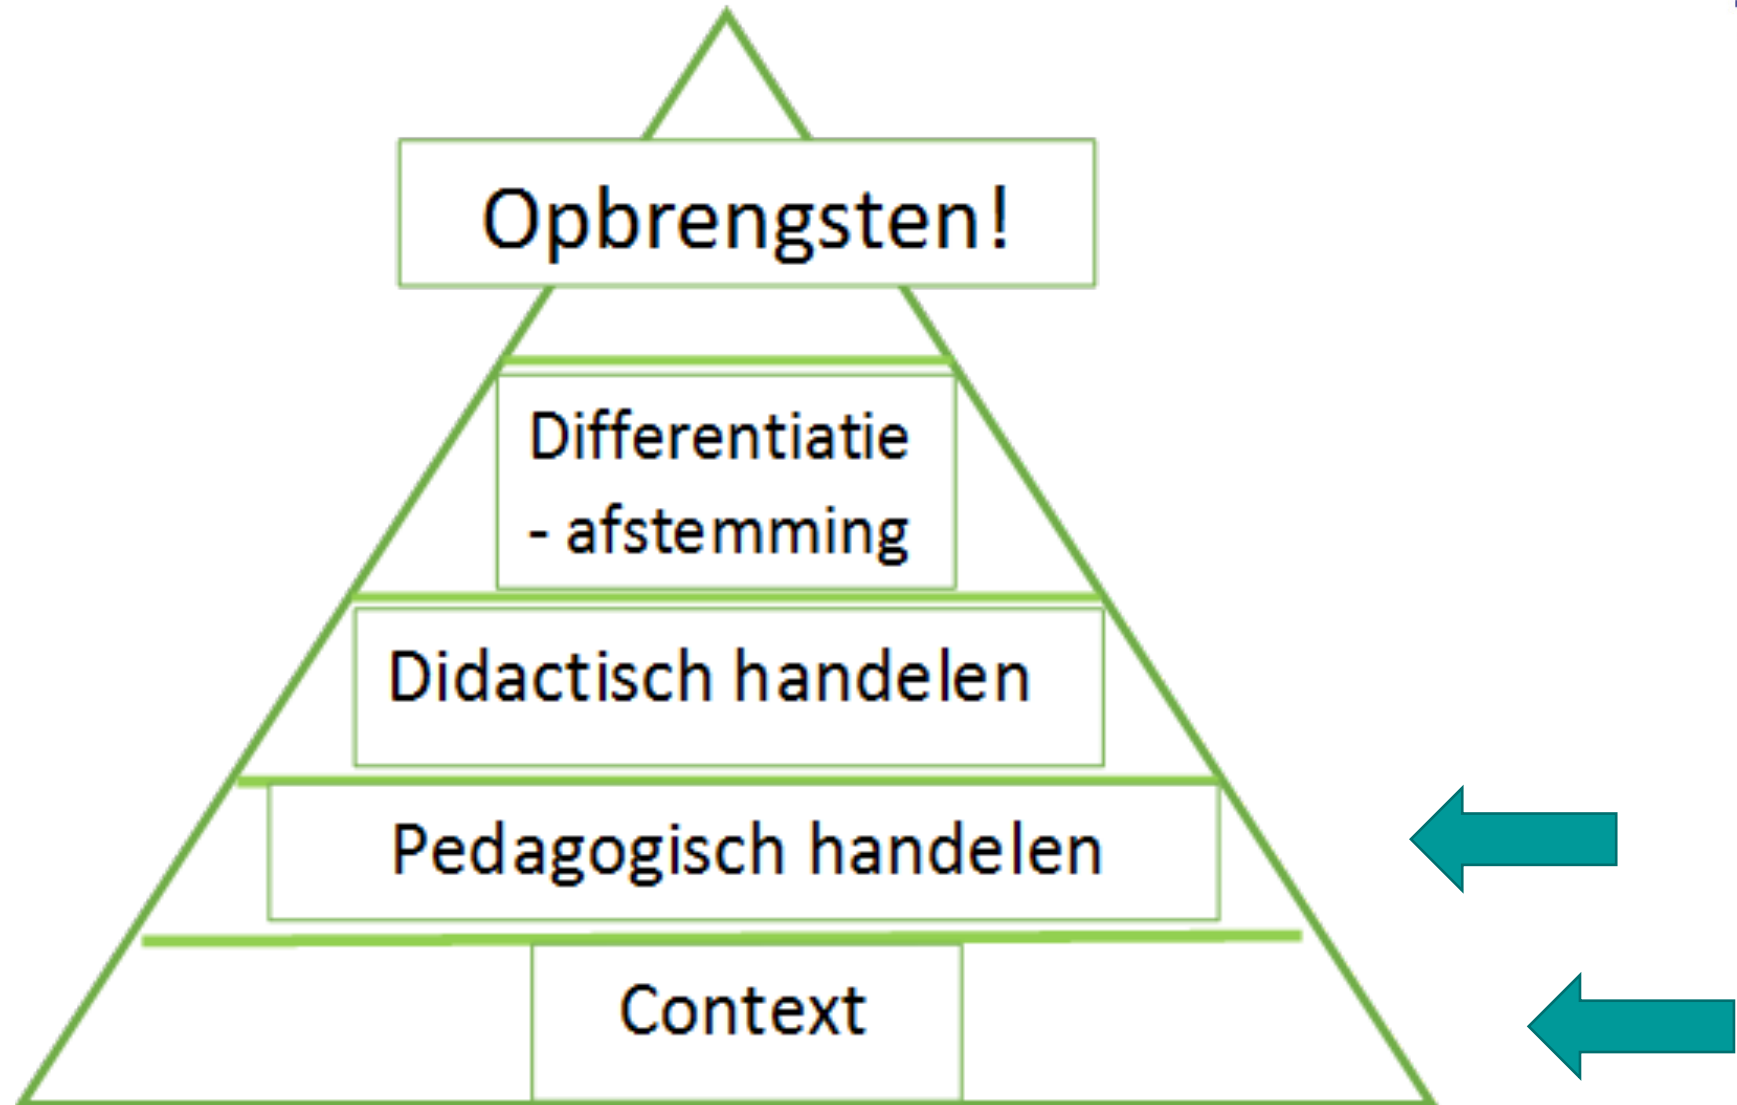 Opbrengsten!
Differentiatie
- afstemming
Didactisch handelen
Pedagogisch handelen
Context